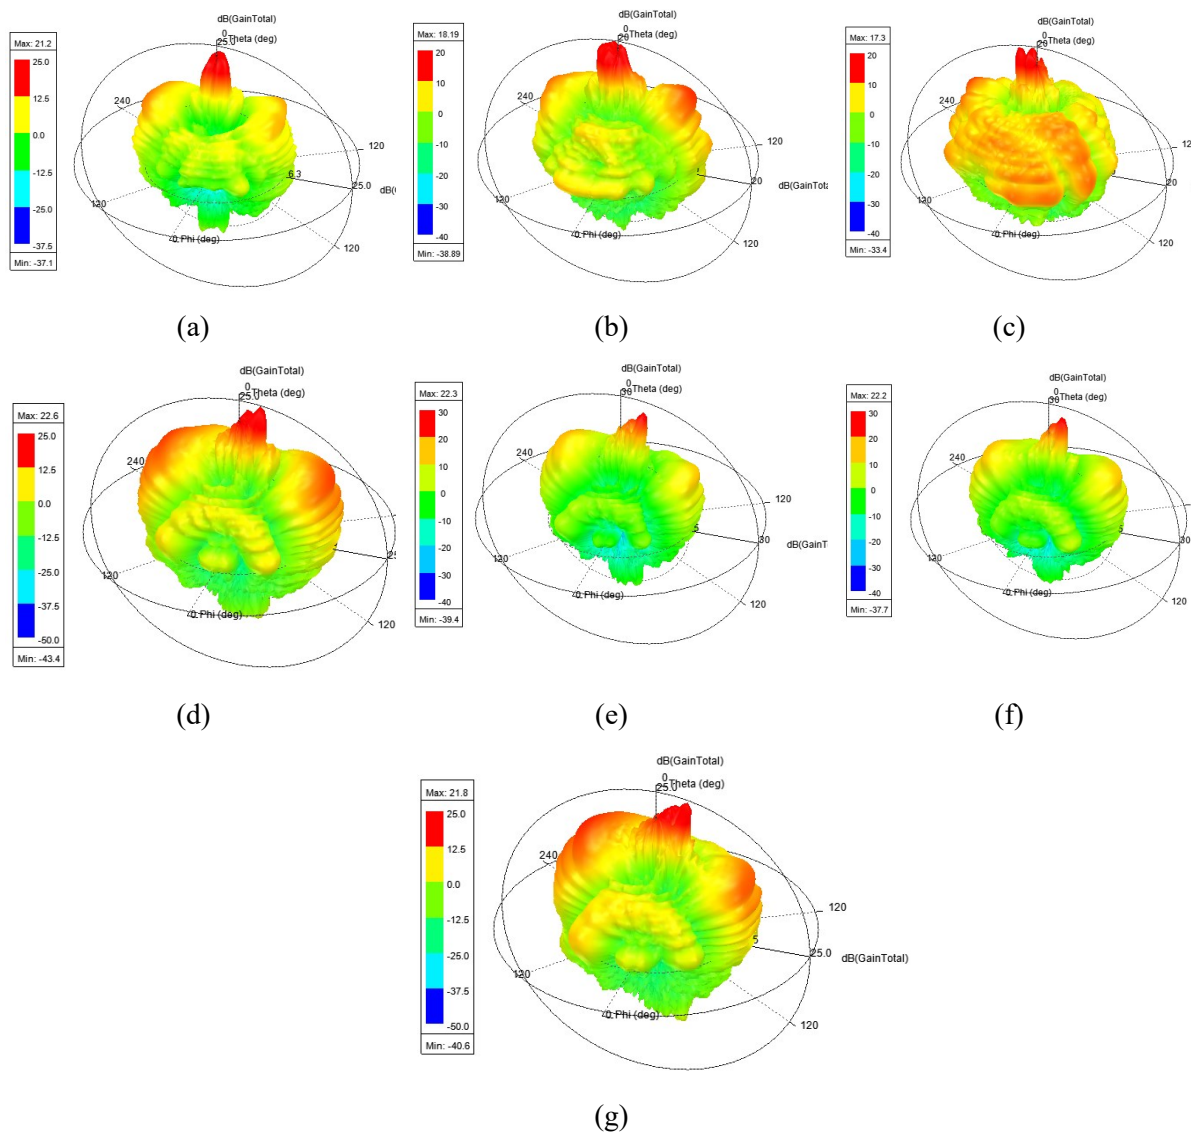 dB(GainTotal)
0
25.0
Theta (deg)
Max: 21.2
25.0
12.5
0.0
-12.5
-25.0
-37.5
Min: -37.1
240
120
6.3
25.0
dB(
120
-0. Phi (deg)
120
(a)
dB(GainTotal)
0
20
Theta (deg)
Max: 18.19
20
10
0
-10
-20
-30
-40
Min: -38.89
240
120
20
dB(GainTota
120
-0. Phi (deg)
120
(b)
dB(GainTotal)
0
20
Theta (deg)
Max: 17.3
20
10
0
-10
-20
-30
-40
Min: -33.4
240
12
20
120
-0. Phi (deg)
120
(c)
dB(GainTotal)
0
25.0
Theta (deg)
Max: 22.6
25.0
12.5
0.0
-12.5
-25.0
-37.5
-50.0
Min: -43.4
240
120
-0. Phi (deg)
120
(d)
dB(GainTotal)
0
30
Theta (deg)
Max: 22.3
30
20
10
0
-10
-20
-30
-40
Min: -39.4
240
120
5
30
dB(GainT
120
-0. Phi (deg)
120
(e)
dB(GainTotal)
0
30
Theta (deg)
Max: 22.2
30
20
10
0
-10
-20
-30
-40
Min: -37.7
240
12
5
30
120
-0. Phi (deg)
120
(f)
dB(GainTotal)
0
25.0
Theta (deg)
Max: 21.8
25.0
12.5
0.0
-12.5
-25.0
-37.5
-50.0
Min: -40.6
240
120
5
25.0
dB(GainTotal)
120
-0. Phi (deg)
120
(g)